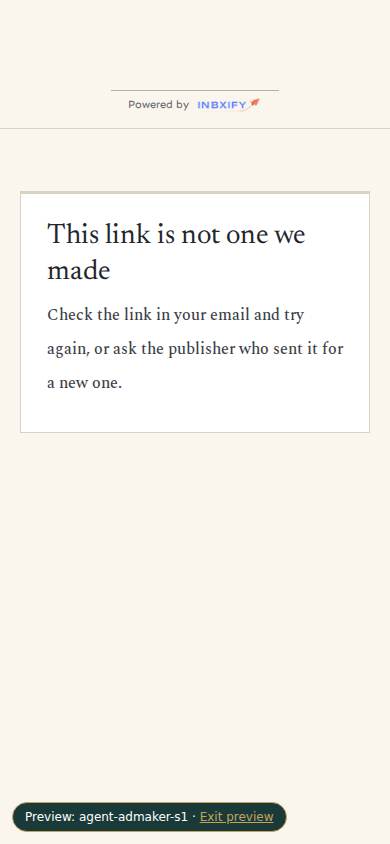 Powered by INBXIFY
This link is not one we
made
Check the link in your email and try
again, or ask the publisher who sent it for
a new one.
Preview: agent-admaker-s1 · Exit preview